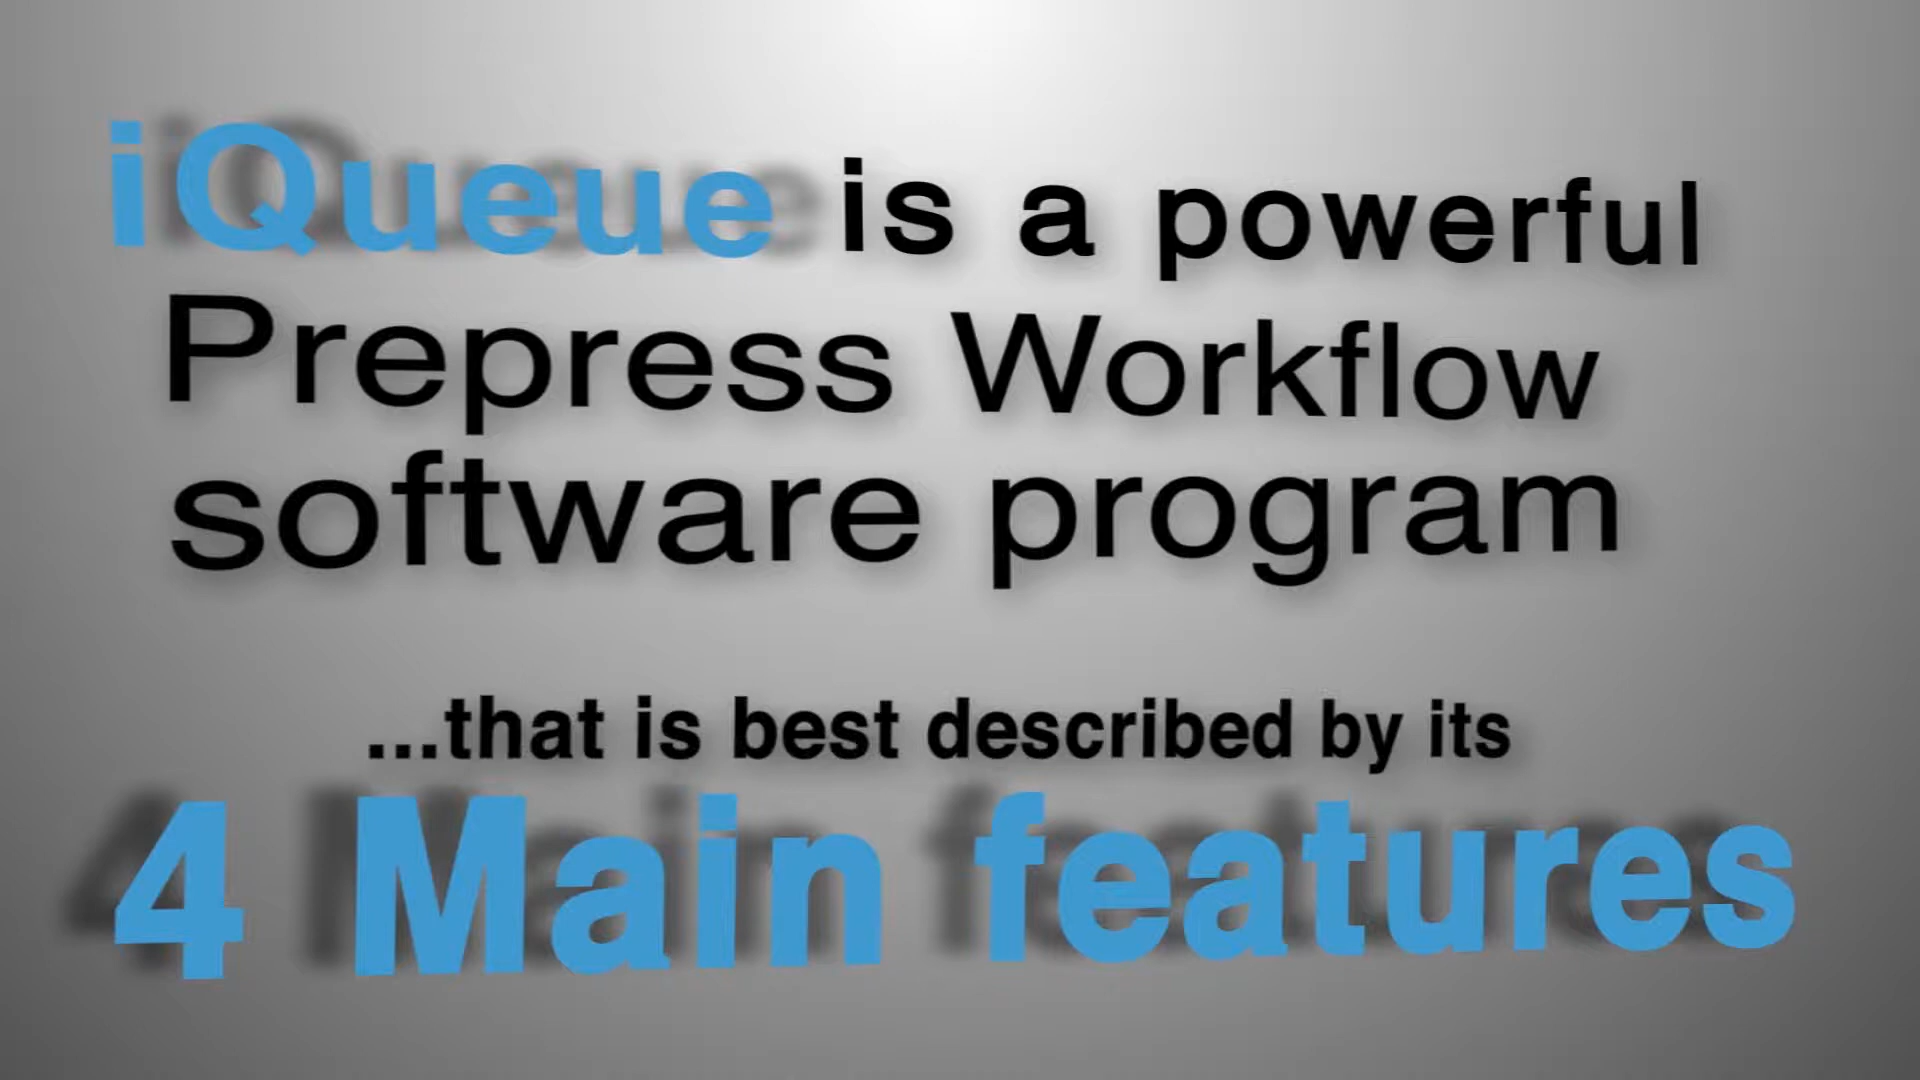 iQueue is a powerful
Prepress Workflow
software program
...that is best described by its
4 Main features